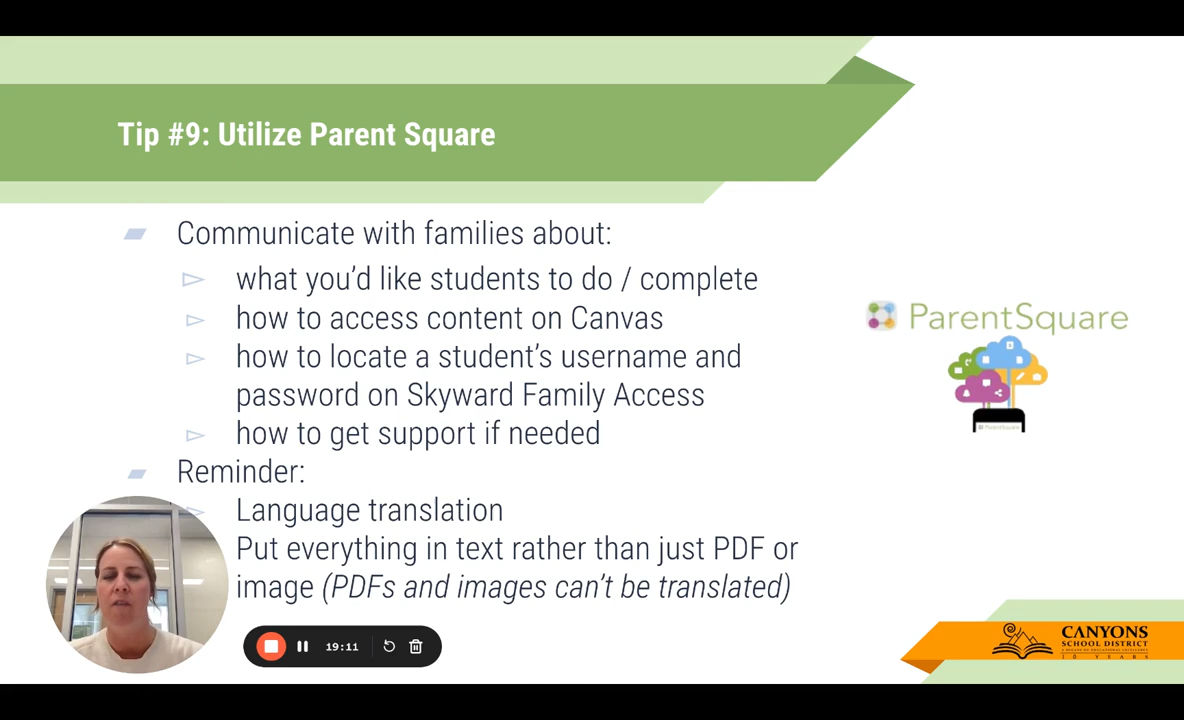 Tip #9: Utilize Parent Square
Communicate with families about:
what you’d like students to do / complete
how to access content on Canvas
how to locate a student’s username and
password on Skyward Family Access
how to get support if needed
Reminder:
Language translation
Put everything in text rather than just PDF or
image (PDFs and images can’t be translated)
ParentSquare
ParentSquare
19:11
CANYONS
SCHOOL DISTRICT
10 YEARS